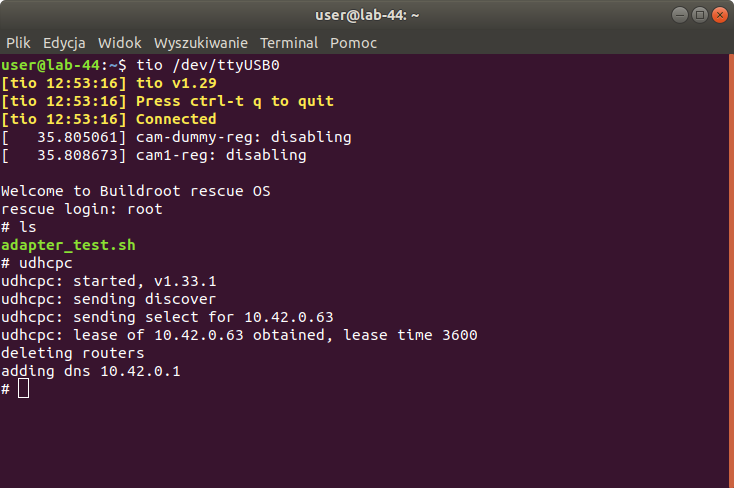 user@lab-44: ~
Plik Edycja Widok Wyszukiwanie Terminal Pomoc
user@lab-44:~$ tio /dev/ttyUSB0
[tio 12:53:16] tio v1.29
[tio 12:53:16] Press ctrl-t q to quit
[tio 12:53:16] Connected
[   35.805061] cam-dummy-reg: disabling
[   35.808673] cam1-reg: disabling

Welcome to Buildroot rescue OS
rescue login: root
# ls
adapter_test.sh
# udhcpc
udhcpc: started, v1.33.1
udhcpc: sending discover
udhcpc: sending select for 10.42.0.63
udhcpc: lease of 10.42.0.63 obtained, lease time 3600
deleting routers
adding dns 10.42.0.1
#